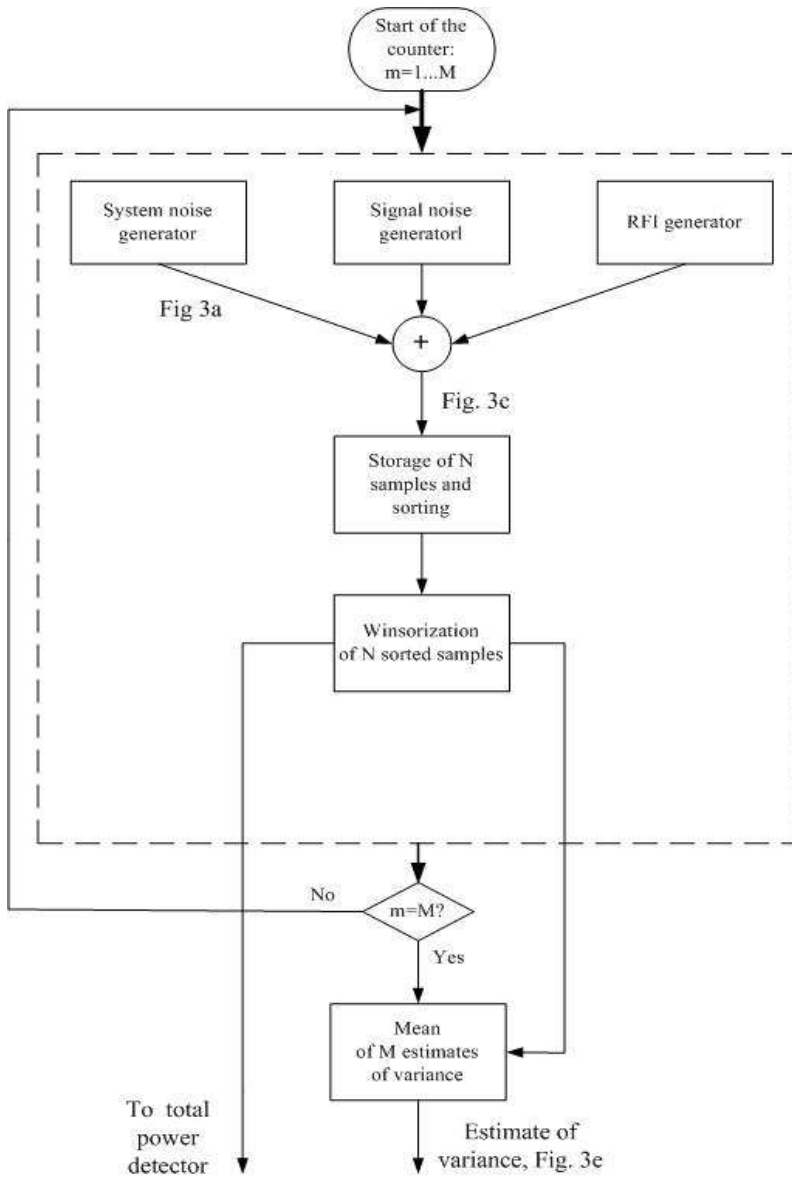 Start of the
counter:
m=1...M
System noise
generator
Signal noise
generatorl
RFI generator
Fig 3a
+
Fig. 3c
Storage of N
samples and
sorting
Winsorization
of N sorted samples
No
m=M?
Yes
Mean
of M estimates
of variance
To total
power
detector
Estimate of
variance, Fig. 3e